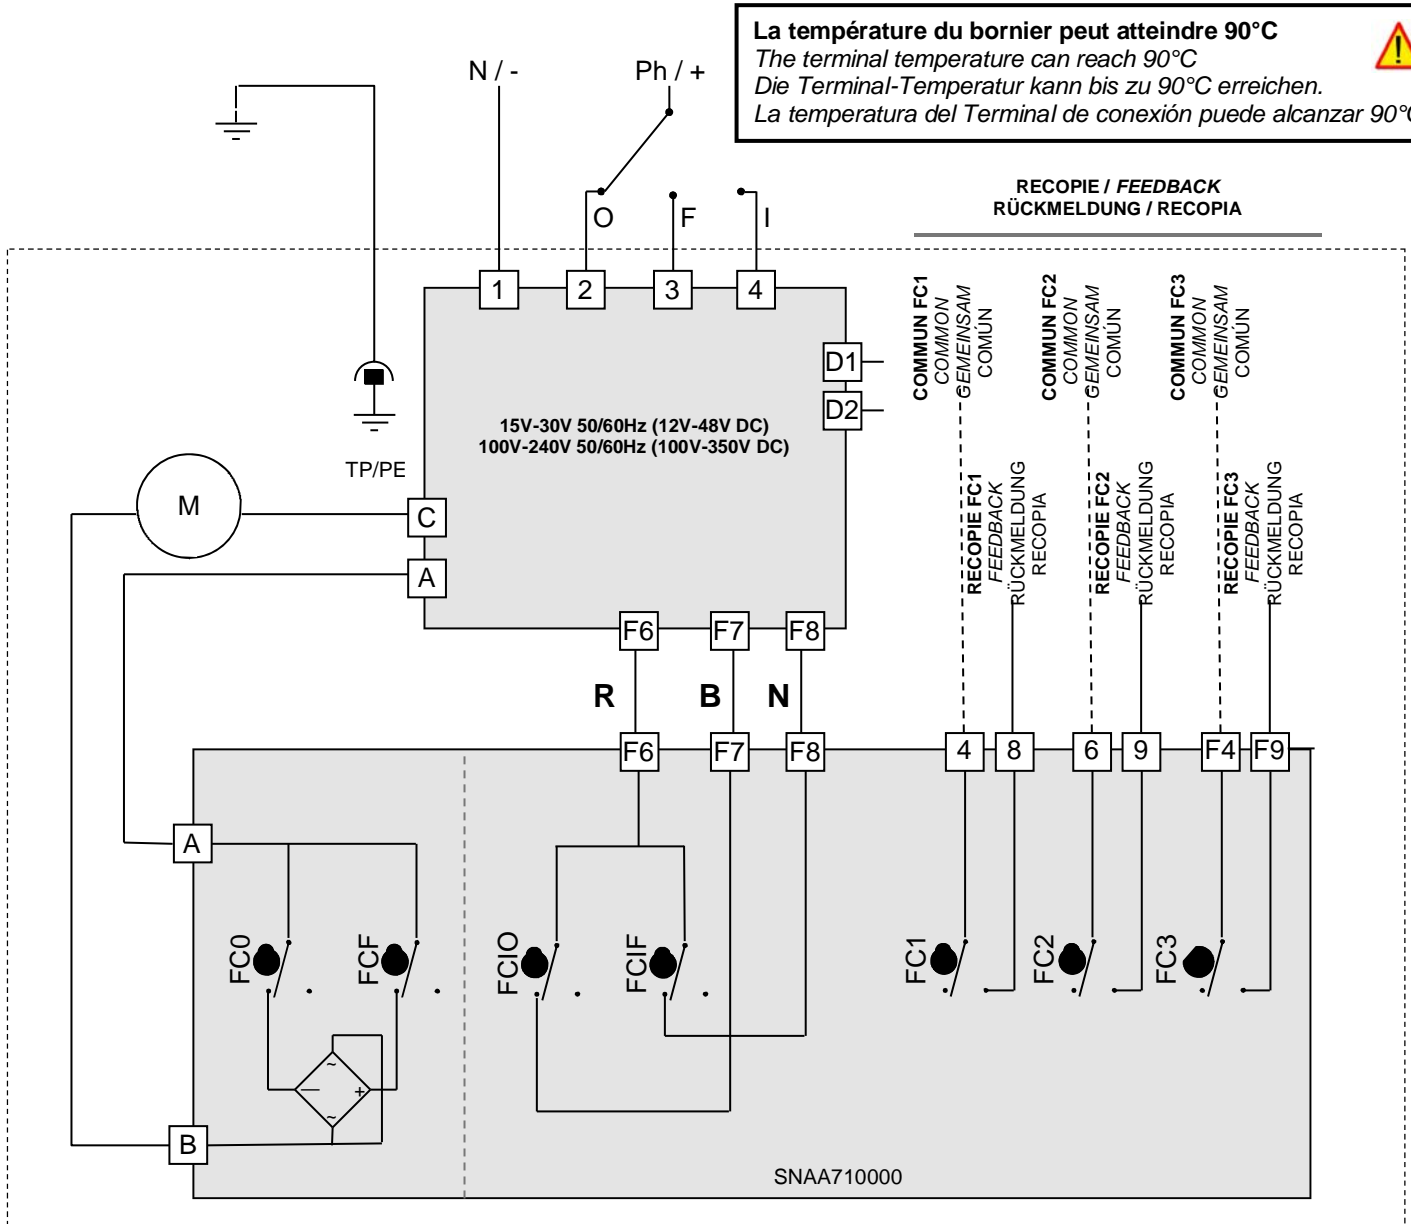 La température du bornier peut atteindre 90°C
The terminal temperature can reach 90°C
Die Terminal-Temperatur kann bis zu 90°C erreichen.
La temperatura del Terminal de conexión puede alcanzar 90°C
N / -
Ph / +
RECOPIE / FEEDBACK
RÜCKMELDUNG / RECOPIA
O
F
I
1
2
3
4
D1
D2
15V-30V 50/60Hz (12V-48V DC)
100V-240V 50/60Hz (100V-350V DC)
COMMUN FC1
COMMON
GEMEINSAM
COMÚN
COMMUN FC2
COMMON
GEMEINSAM
COMÚN
COMMUN FC3
COMMON
GEMEINSAM
COMÚN
TP/PE
M
C
A
RECOPIE FC1
FEEDBACK
RÜCKMELDUNG
RECOPIA
RECOPIE FC2
FEEDBACK
RÜCKMELDUNG
RECOPIA
RECOPIE FC3
FEEDBACK
RÜCKMELDUNG
RECOPIA
F6
F7
F8
R
B
N
F6
F7
F8
4
8
6
9
F4
F9
A
FC0
FCF
FCIO
FCIF
FC1
FC2
FC3
~
—
+
~
B
SNAA710000